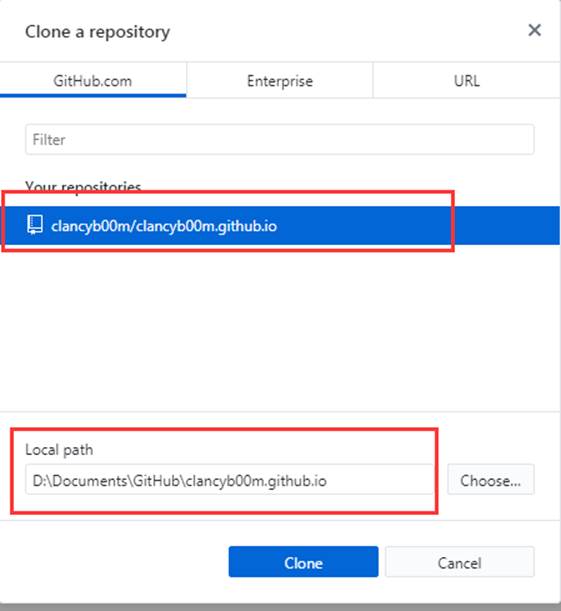 Clone a repository
GitHub.com Enterprise URL
Filter
Your repositories
clancyb00m/clancyb00m.github.io
Local path
D:\Documents\GitHub\clancyb00m.github.io Choose...
Clone Cancel